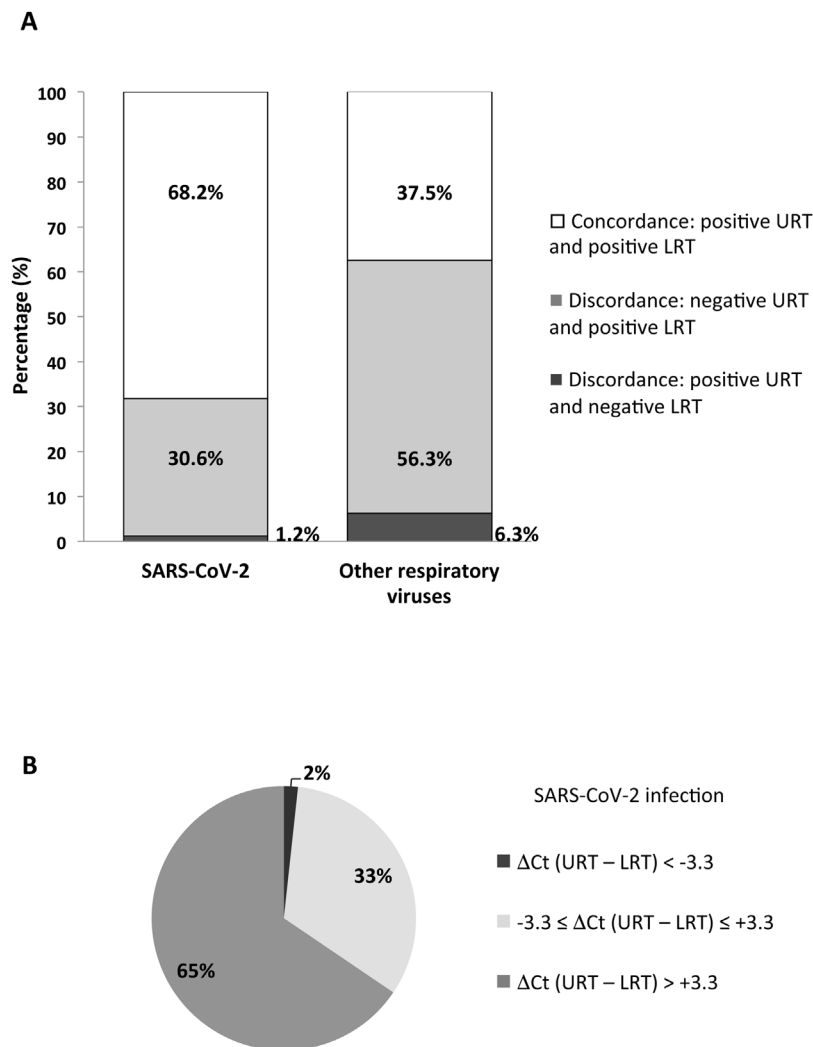 A
100
90
80
70
60
50
40
30
20
10
0
Percentage (%)
68.2%
37.5%
30.6%
56.3%
1.2%
6.3%
SARS-CoV-2
Other respiratory
viruses
Concordance: positive URT
and positive LRT
Discordance: negative URT
and positive LRT
Discordance: positive URT
and negative LRT
B
2%
33%
65%
SARS-CoV-2 infection
ΔCt (URT – LRT) < -3.3
-3.3 ≤ ΔCt (URT – LRT) ≤ +3.3
ΔCt (URT – LRT) > +3.3